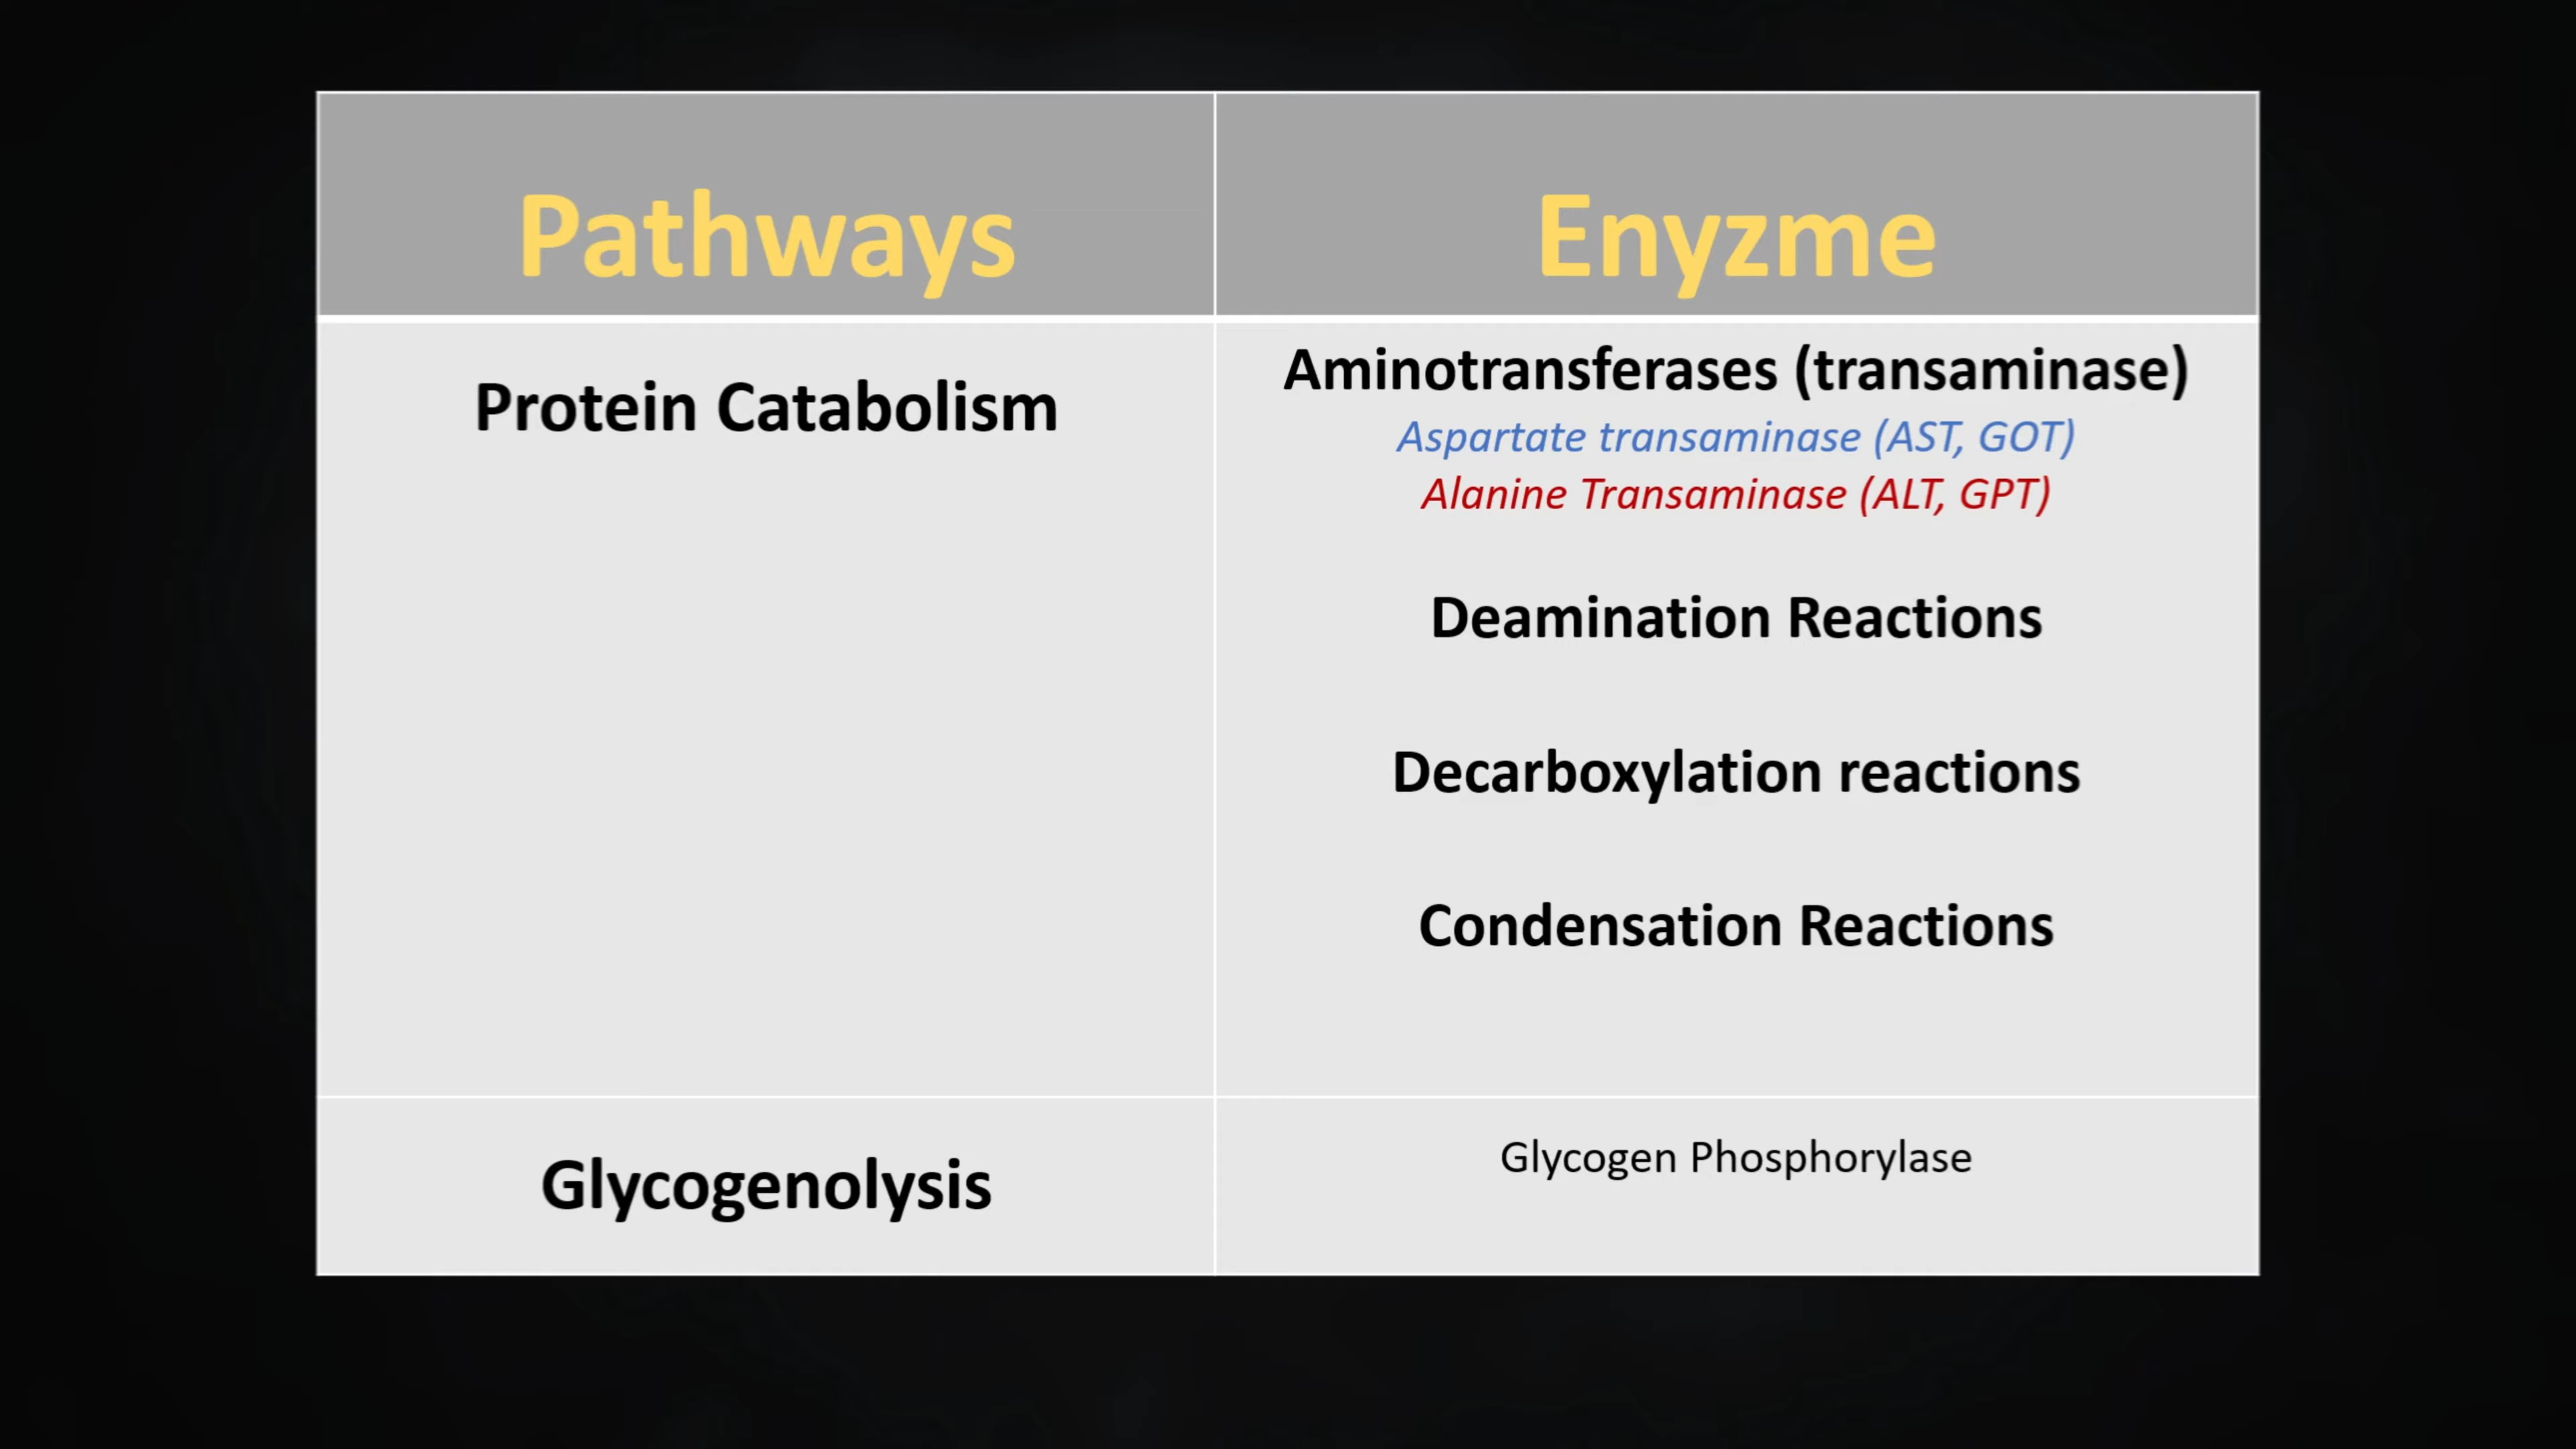 Pathways
Enyzme
Protein Catabolism
Aminotransferases (transaminase)
Aspartate transaminase (AST, GOT)
Alanine Transaminase (ALT, GPT)
Deamination Reactions
Decarboxylation reactions
Condensation Reactions
Glycogenolysis
Glycogen Phosphorylase